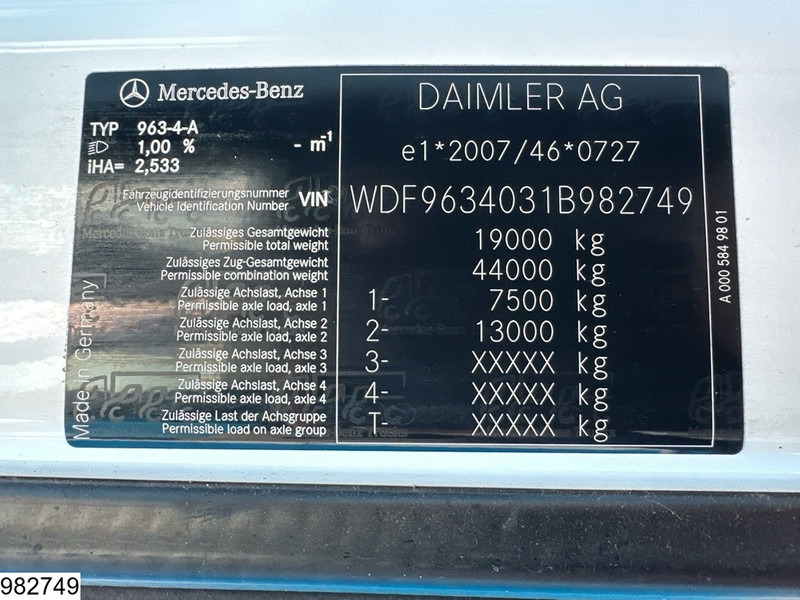 Mercedes-Benz
DAIMLER AG
TYP 963-4-A
1,00 % - m-1
iHA= 2,533
e1*2007/46*0727
Fahrzeugidentifizierungsnummer
Vehicle Identification Number VIN WDF9634031B982749
Zulässiges Gesamtgewicht
Permissible total weight 19000 kg
Zulässiges Zug-Gesamtgewicht
Permissible combination weight 44000 kg
Zulässige Achslast, Achse 1
Permissible axle load, axle 1 1- 7500 kg
Zulässige Achslast, Achse 2
Permissible axle load, axle 2 2- 13000 kg
Zulässige Achslast, Achse 3
Permissible axle load, axle 3 3- XXXXX kg
Zulässige Achslast, Achse 4
Permissible axle load, axle 4 4- XXXXX kg
Zulässige Last der Achsgruppe
Permissible load on axle group T- XXXXX kg
Made in Germany
A 000 584 98 01
982749